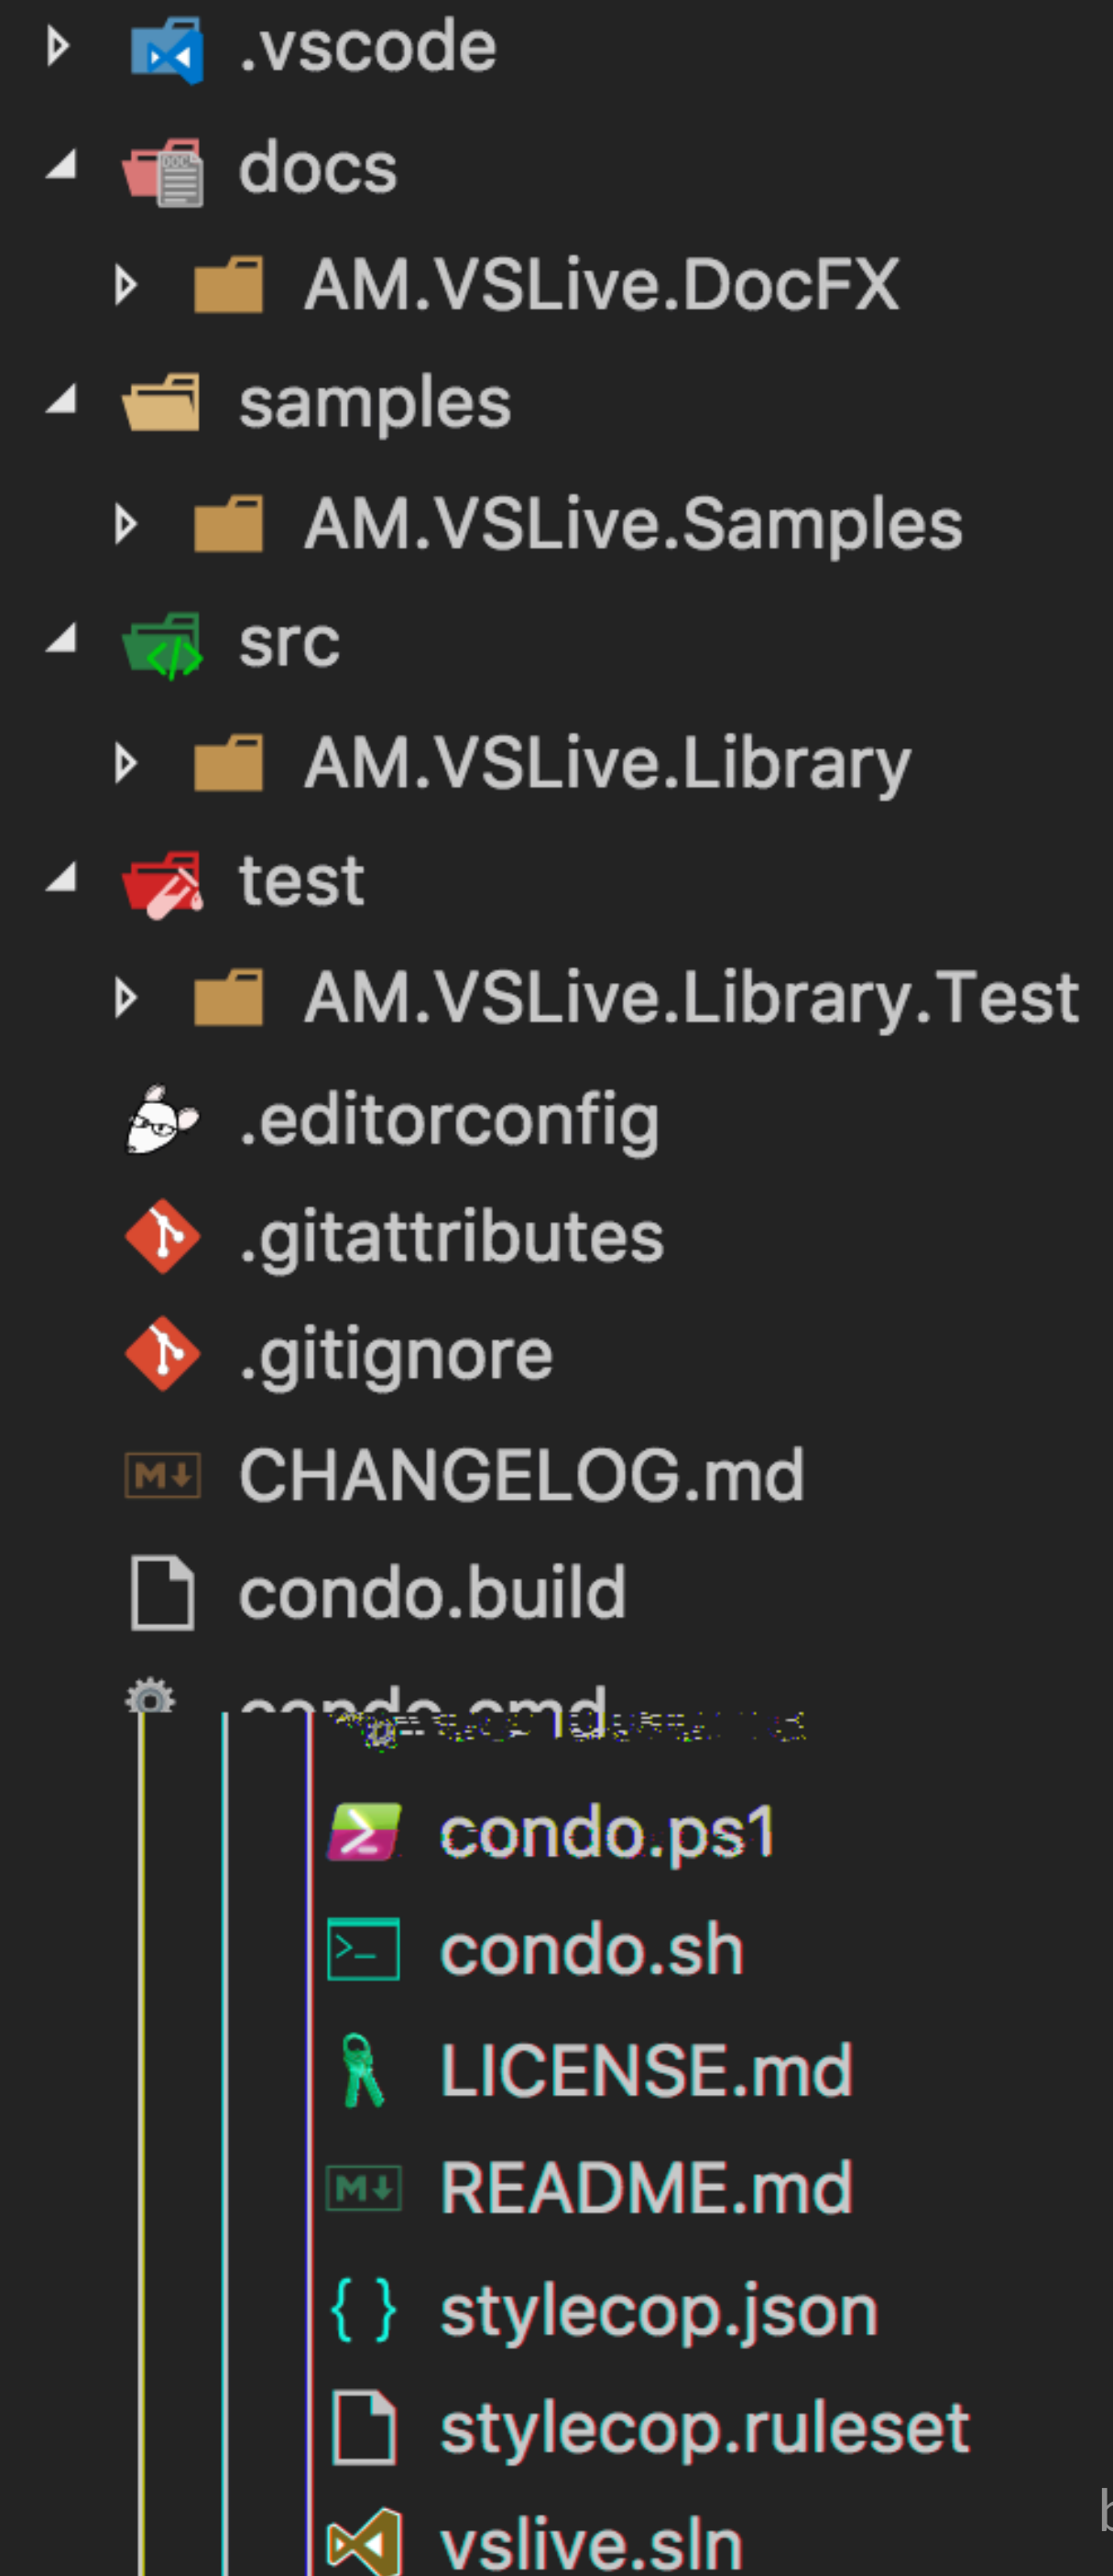 .vscode
docs
AM.VSLive.DocFX
samples
AM.VSLive.Samples
src
AM.VSLive.Library
test
AM.VSLive.Library.Test
.editorconfig
.gitattributes
.gitignore
CHANGELOG.md
condo.build
condo.cmd
condo.ps1
condo.sh
LICENSE.md
README.md
stylecop.json
stylecop.ruleset
vslive.sln